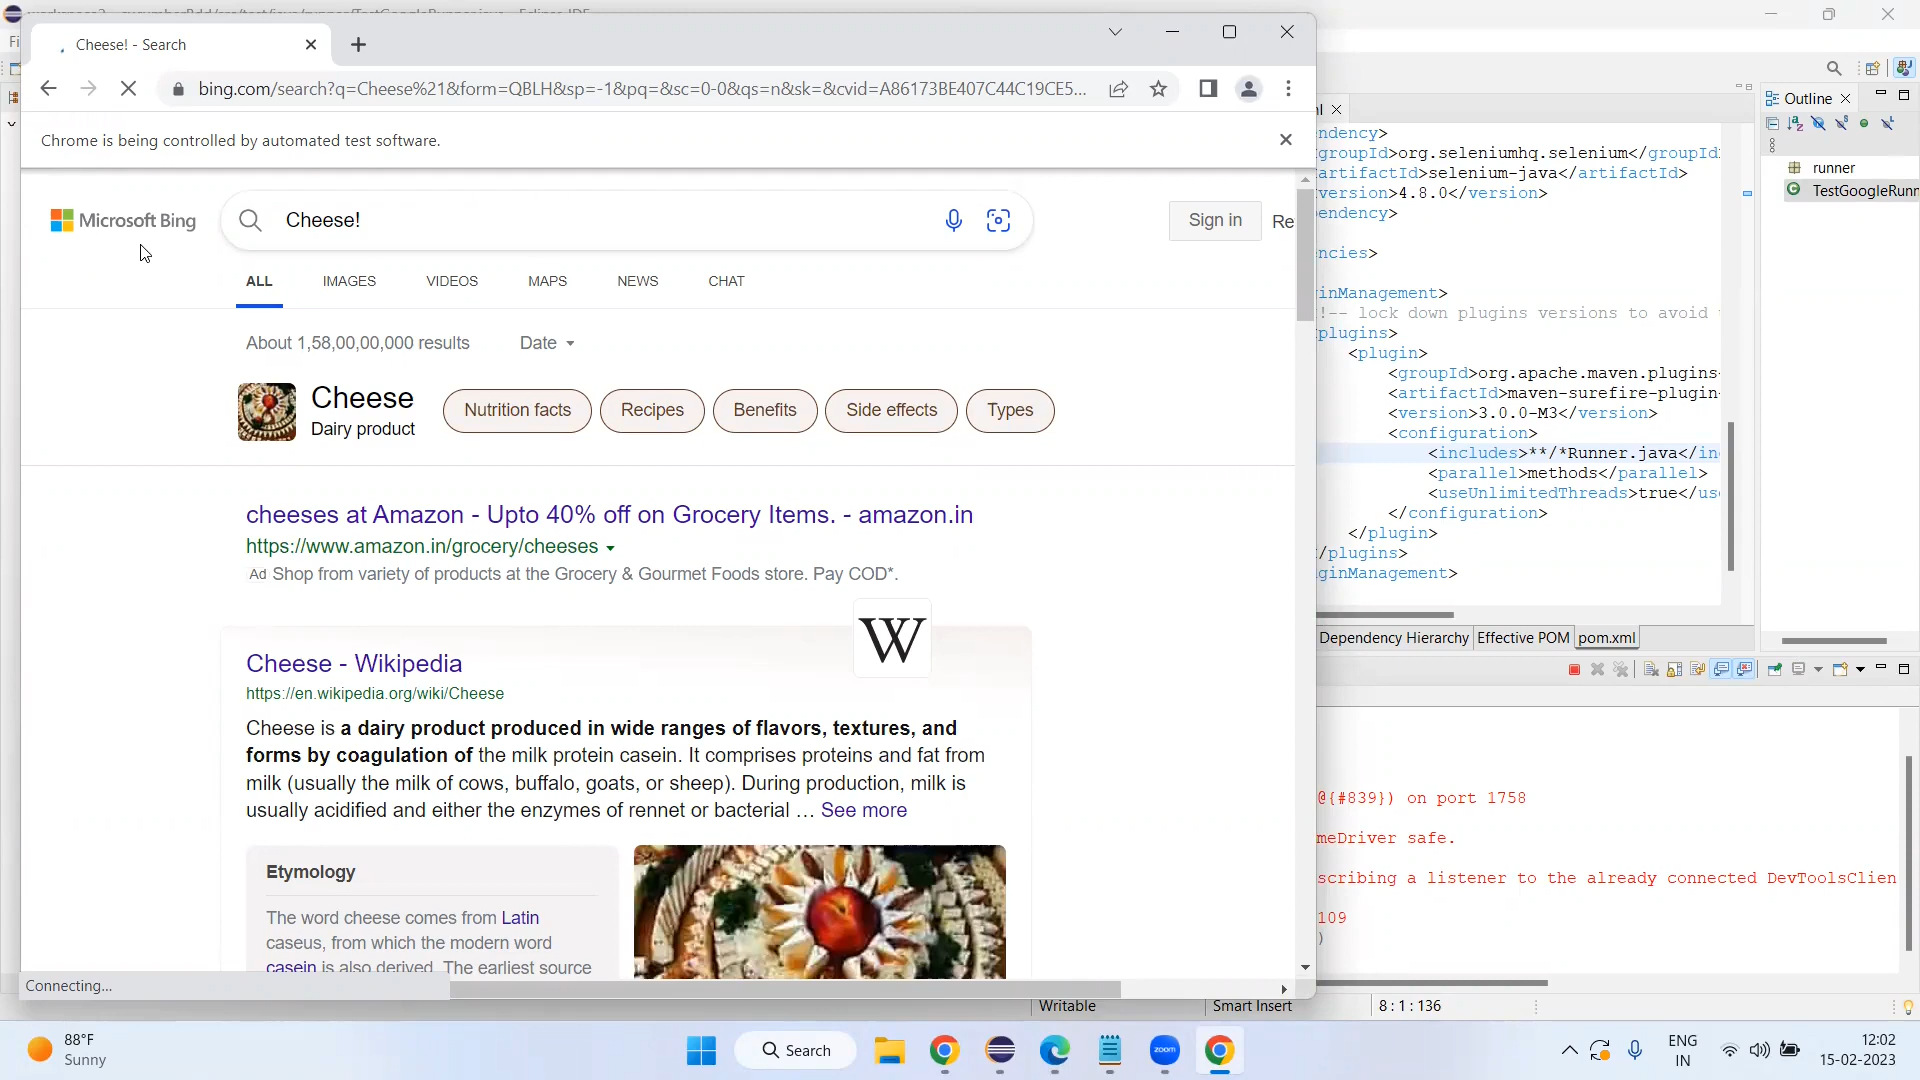 Cheese! - Search
bing.com/search?q=Cheese%21&form=QBLH&sp=-1&pq=&sc=0-0&qs=n&sk=&cvid=A86173BE407C44C19CE5...
Chrome is being controlled by automated test software.
Microsoft Bing
Cheese!
Sign in
Re
ALL IMAGES VIDEOS MAPS NEWS CHAT
About 1,58,00,00,000 results
Date
Cheese
Dairy product
Nutrition facts
Recipes
Benefits
Side effects
Types
cheeses at Amazon - Upto 40% off on Grocery Items. - amazon.in
https://www.amazon.in/grocery/cheeses
Ad Shop from variety of products at the Grocery & Gourmet Foods store. Pay COD*.
W
Cheese - Wikipedia
https://en.wikipedia.org/wiki/Cheese
Cheese is a dairy product produced in wide ranges of flavors, textures, and
forms by coagulation of the milk protein casein. It comprises proteins and fat from
milk (usually the milk of cows, buffalo, goats, or sheep). During production, milk is
usually acidified and either the enzymes of rennet or bacterial … See more
Etymology
The word cheese comes from Latin
caseus, from which the modern word
casein is also derived. The earliest source
Connecting...
Fi
l
ndency>
groupId>org.seleniumhq.selenium</groupId
artifactId>selenium-java</artifactId>
version>4.8.0</version>
endency>
ncies>
inManagement>
!-- lock down plugins versions to avoid
plugins>
<plugin>
<groupId>org.apache.maven.plugins
<artifactId>maven-surefire-plugin
<version>3.0.0-M3</version>
<configuration>
<includes>**/*Runner.java</in
<parallel>methods</parallel>
<useUnlimitedThreads>true</us
</configuration>
</plugin>
/plugins>
ginManagement>
Dependency Hierarchy Effective POM pom.xml
Outline
runner
TestGoogleRunn
@{#839}) on port 1758
meDriver safe.
scribing a listener to the already connected DevToolsClien
109
)
Writable
Smart Insert
8 : 1 : 136
88°F
Sunny
Search
zoom
ENG
IN
12:02
15-02-2023